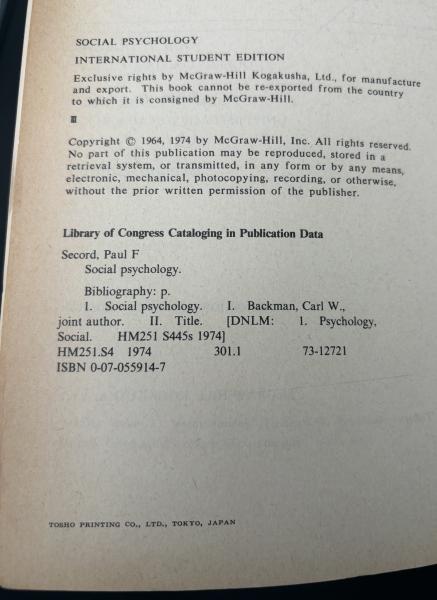 SOCIAL PSYCHOLOGY
INTERNATIONAL STUDENT EDITION
Exclusive rights by McGraw-Hill Kogakusha, Ltd., for manufacture
and export. This book cannot be re-exported from the country
to which it is consigned by McGraw-Hill.
Copyright © 1964, 1974 by McGraw-Hill, Inc. All rights reserved.
No part of this publication may be reproduced, stored in a
retrieval system, or transmitted, in any form or by any means,
electronic, mechanical, photocopying, recording, or otherwise,
without the prior written permission of the publisher.
Library of Congress Cataloging in Publication Data
Secord, Paul F
Social psychology.
Bibliography: p.
1. Social psychology. I. Backman, Carl W.,
joint author. II. Title. [DNLM: 1. Psychology,
Social. HM251 S445s 1974]
HM251.S4 1974 301.1 73-12721
ISBN 0-07-055914-7
TOSHO PRINTING CO., LTD., TOKYO, JAPAN